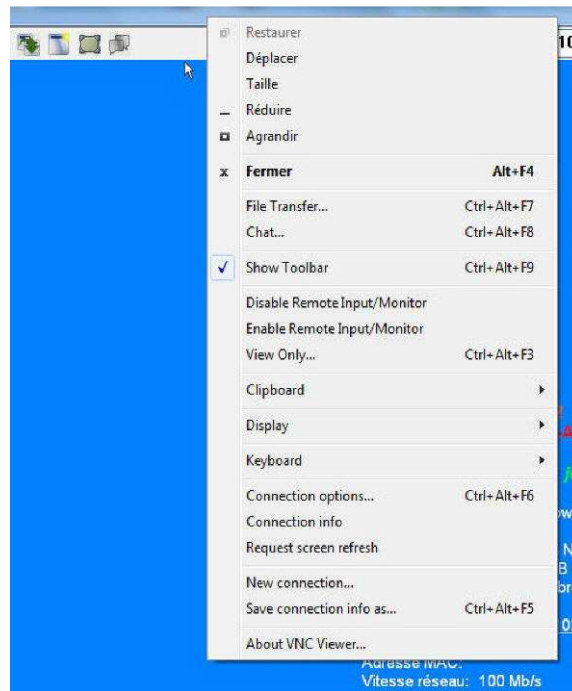 Restaurer
Déplacer
Taille
Réduire
Agrandir
Fermer Alt+F4
File Transfer... Ctrl+Alt+F7
Chat... Ctrl+Alt+F8
Show Toolbar Ctrl+Alt+F9
Disable Remote Input/Monitor
Enable Remote Input/Monitor
View Only... Ctrl+Alt+F3
Clipboard
Display
Keyboard
Connection options... Ctrl+Alt+F6
Connection info
Request screen refresh
New connection...
Save connection info as... Ctrl+Alt+F5
About VNC Viewer...
Adresse MAC:
Vitesse réseau: 100 Mb/s